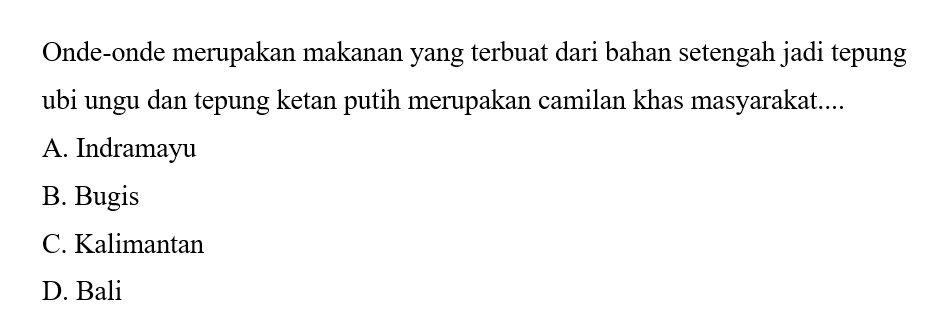 Onde-onde merupakan makanan yang terbuat dari bahan setengah jadi tepung
ubi ungu dan tepung ketan putih merupakan camilan khas masyarakat....
A. Indramayu
B. Bugis
C. Kalimantan
D. Bali